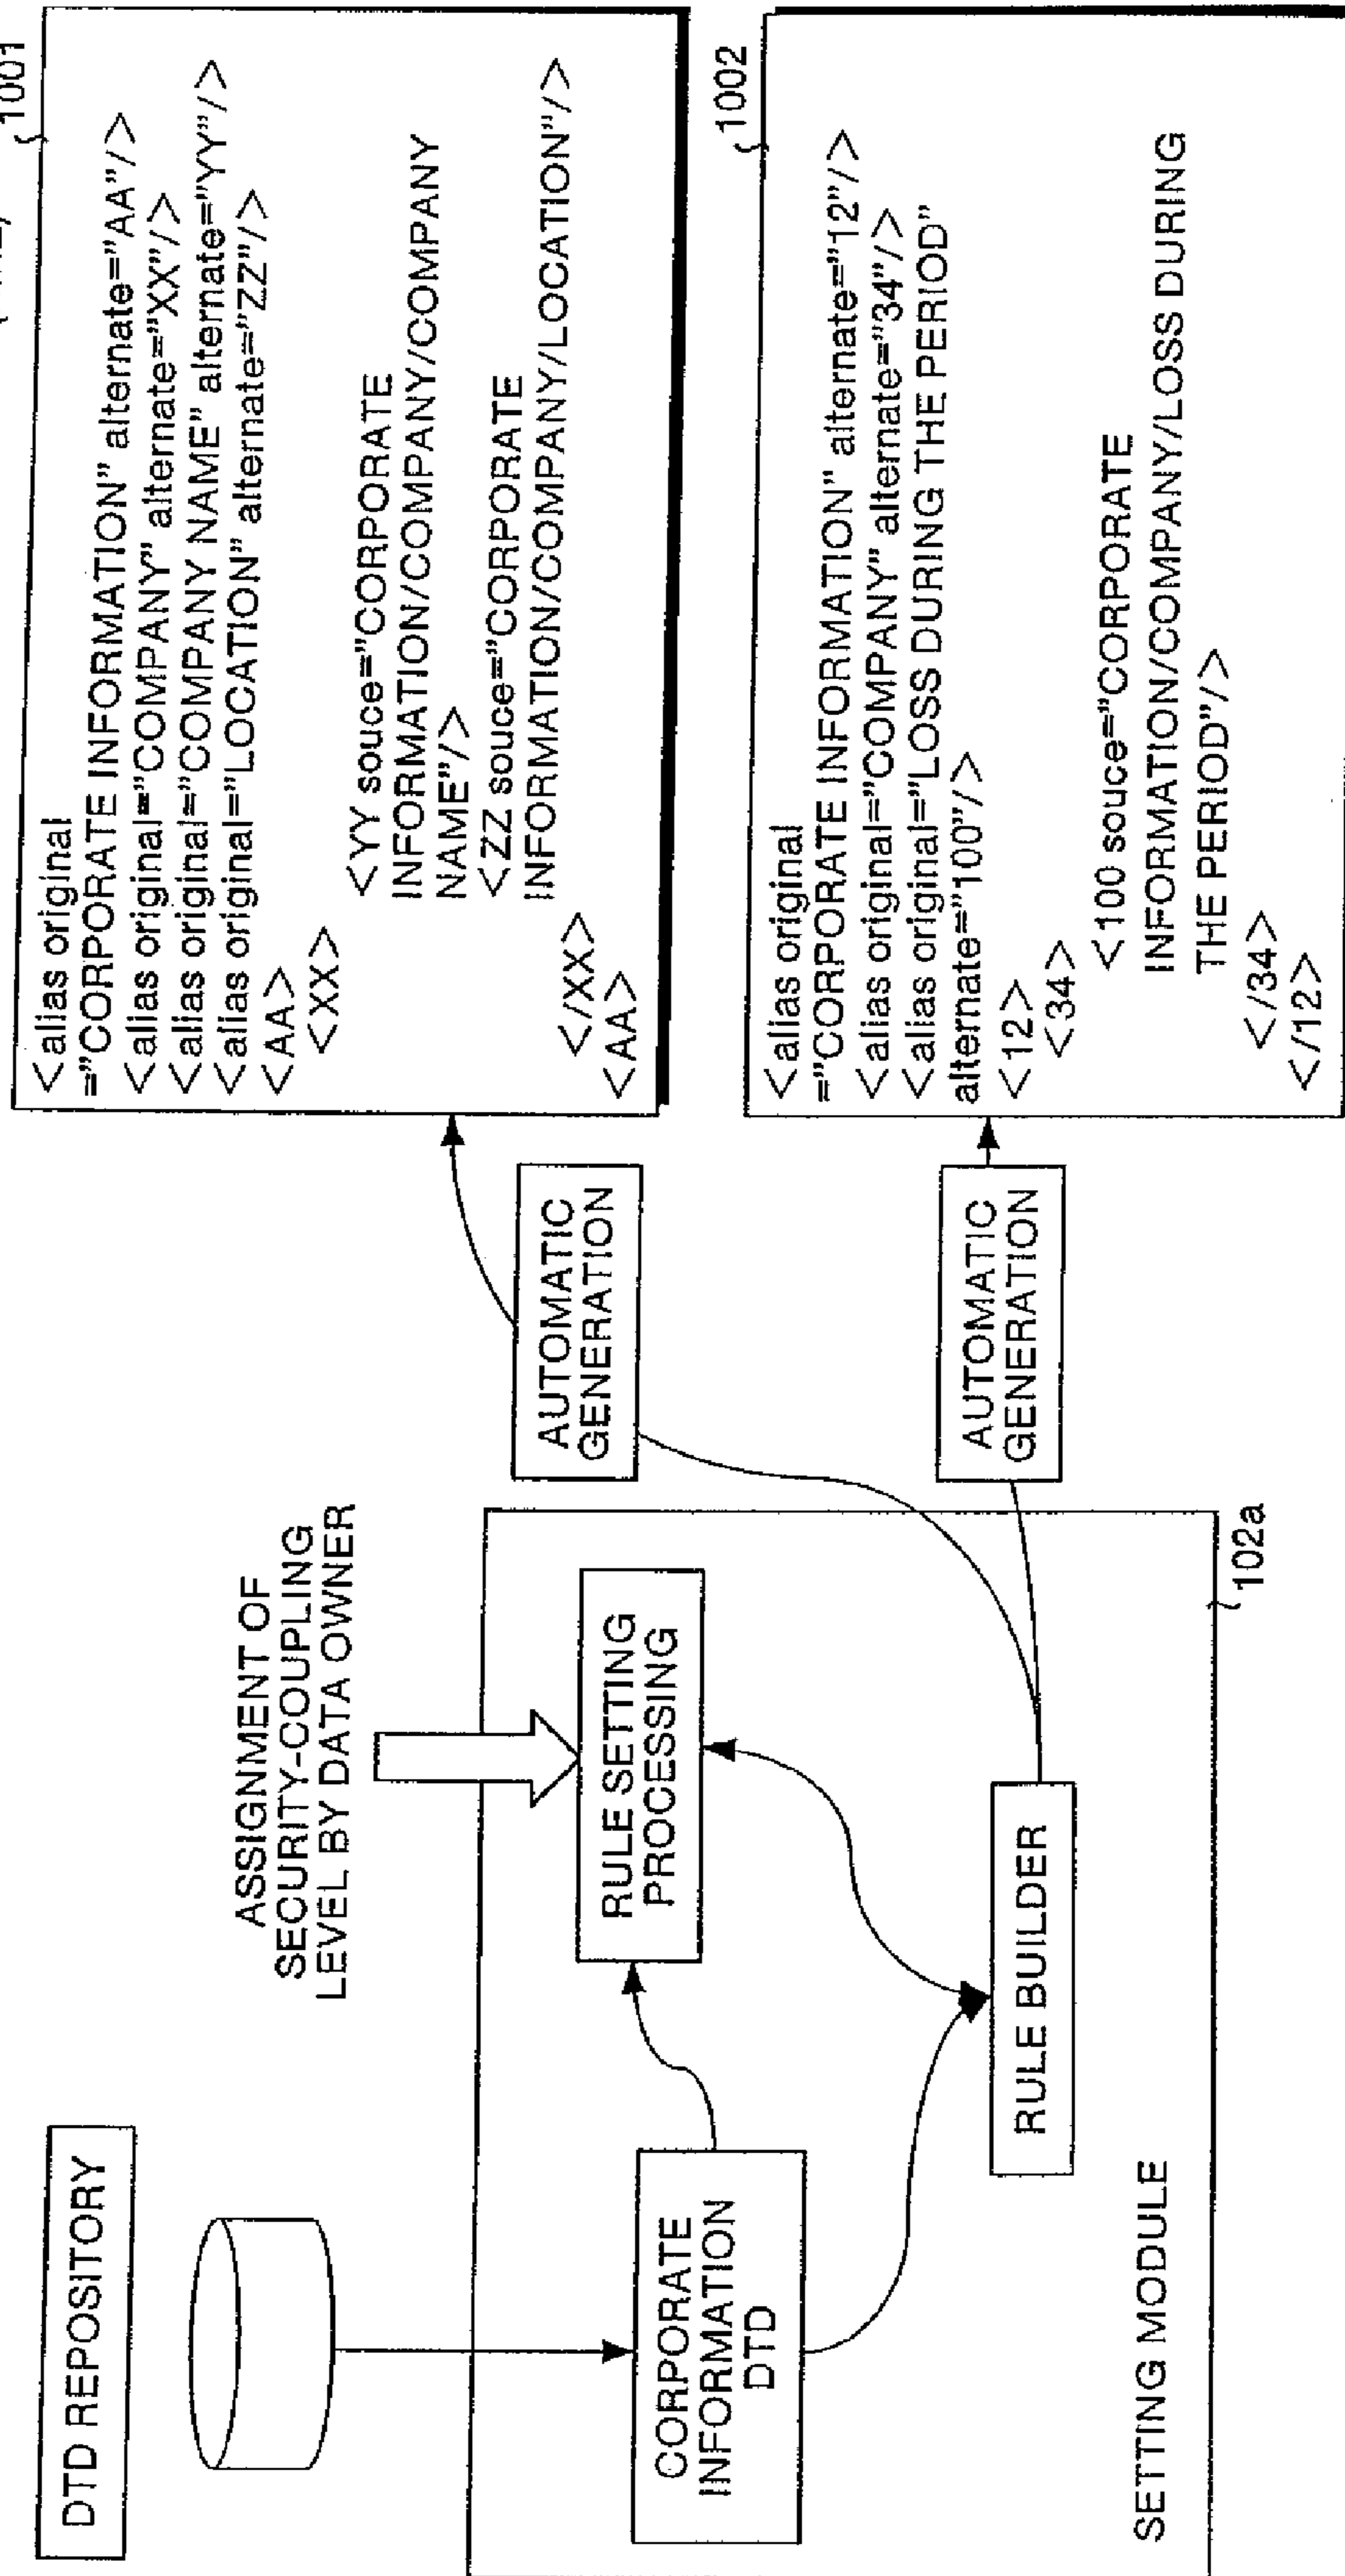 DTD REPOSITORY
ASSIGNMENT OF
SECURITY-COUPLING
LEVEL BY DATA OWNER
CORPORATE
INFORMATION
DTD
RULE SETTING
PROCESSING
RULE BUILDER
SETTING MODULE
102a
AUTOMATIC
GENERATION
AUTOMATIC
GENERATION
1001
<alias original
="CORPORATE INFORMATION" alternate="AA"/>
<alias original="COMPANY" alternate="XX"/>
<alias original="COMPANY NAME" alternate="YY"/>
<alias original="LOCATION" alternate="ZZ"/>
<AA>
<XX>
<YY souce="CORPORATE
INFORMATION/COMPANY/COMPANY
NAME"/>
<ZZ souce="CORPORATE
INFORMATION/COMPANY/LOCATION"/>
</XX>
<AA>
1002
<alias original
="CORPORATE INFORMATION" alternate="12"/>
<alias original="COMPANY" alternate="34"/>
<alias original="LOSS DURING THE PERIOD"
alternate="100"/>
<12>
<34>
<100 souce="CORPORATE
INFORMATION/COMPANY/LOSS DURING
THE PERIOD"/>
</34>
</12>